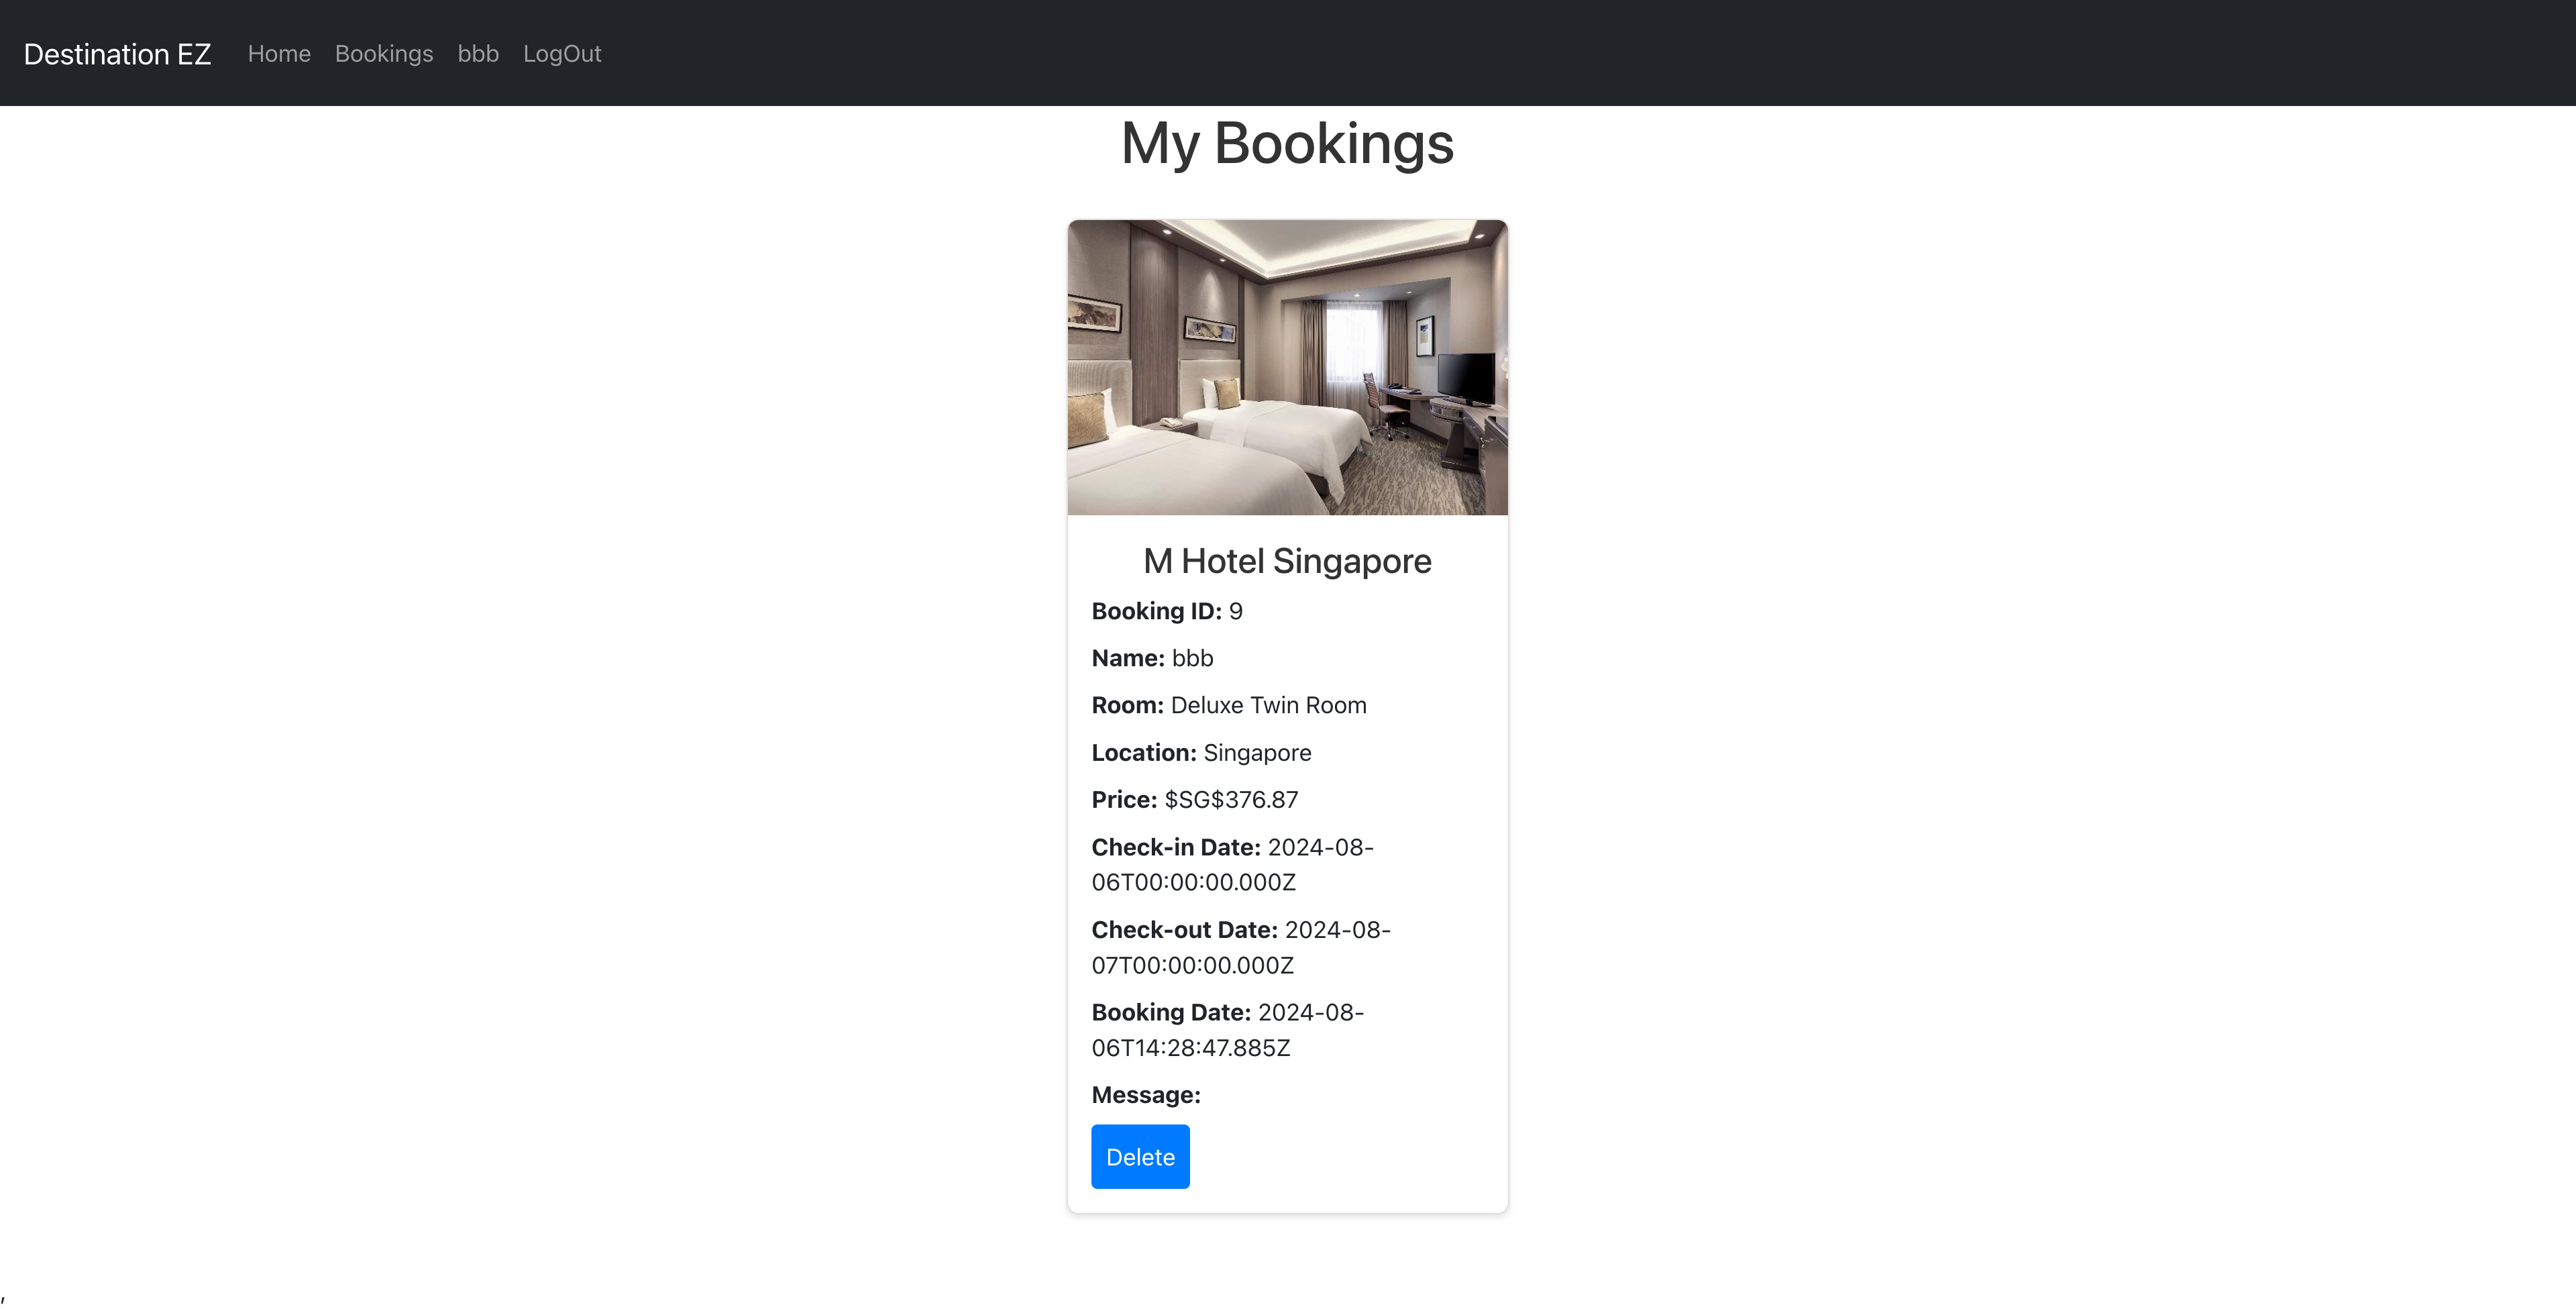 Destination EZ Home Bookings bbb LogOut
My Bookings
M Hotel Singapore
Booking ID: 9
Name: bbb
Room: Deluxe Twin Room
Location: Singapore
Price: $SG$376.87
Check-in Date: 2024-08-
06T00:00:00.000Z
Check-out Date: 2024-08-
07T00:00:00.000Z
Booking Date: 2024-08-
06T14:28:47.885Z
Message:
Delete
,